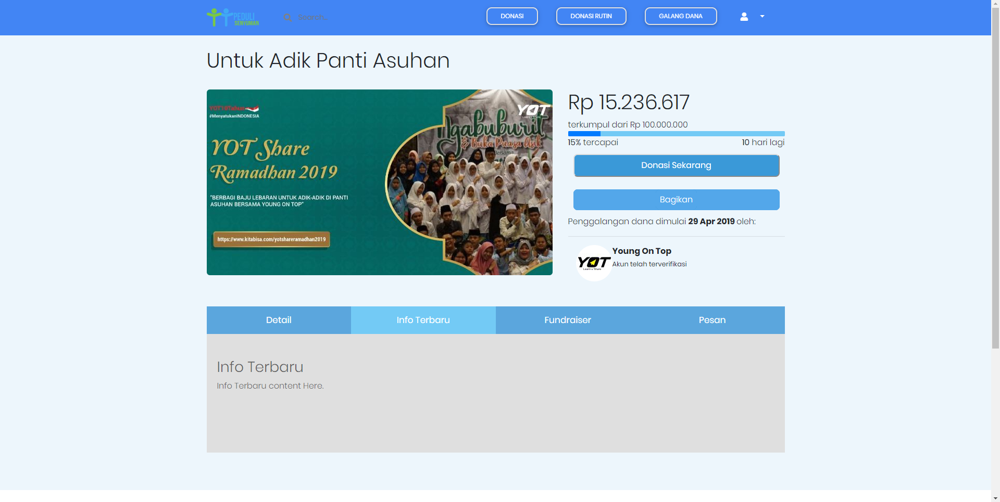 PEDULI
SENYUMAN
Search...
DONASI
DONASI RUTIN
GALANG DANA
Untuk Adik Panti Asuhan
YOT10Tahun
#MenyatukanINDONESIA
YOT Share
Ramadhan 2019
"BERBAGI BAJU LEBARAN UNTUK ADIK-ADIK DI PANTI
ASUHAN BERSAMA YOUNG ON TOP"
https://www.kitabisa.com/yotshareramadhan2019
YOT
Learn & Share
Ngabuburit
& Buka Puasa Asik
Bersama
Rp 15.236.617
terkumpul dari Rp 100.000.000
15% tercapai
10 hari lagi
Donasi Sekarang
Bagikan
Penggalangan dana dimulai 29 Apr 2019 oleh:
YOT
Learn & Share
Young On Top
Akun telah terverifikasi
Detail
Info Terbaru
Fundraiser
Pesan
Info Terbaru
Info Terbaru content Here.